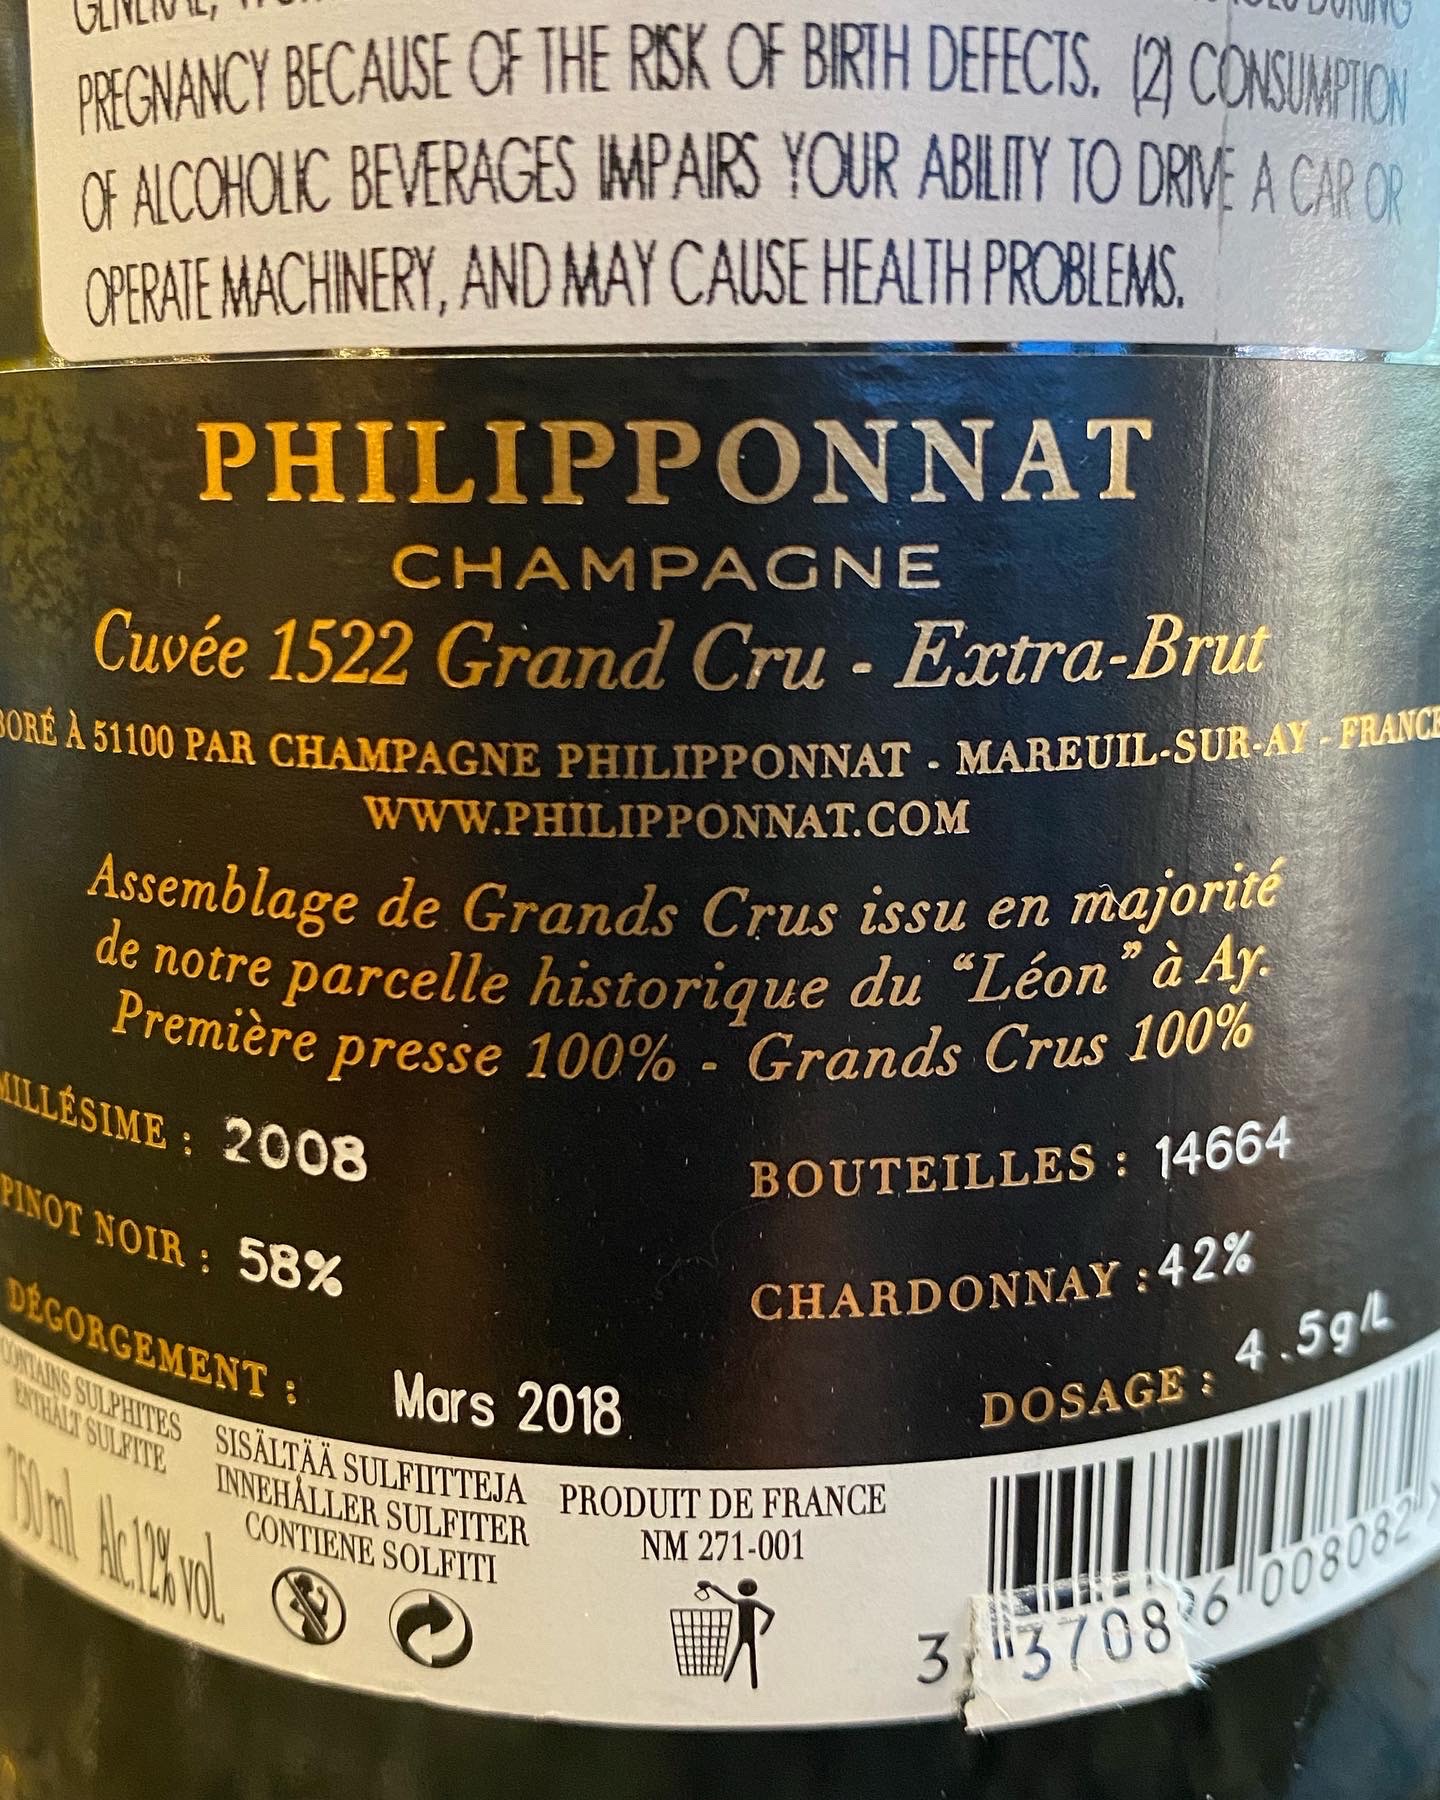 PREGNANCY BECAUSE OF THE RISK OF BIRTH DEFECTS. (2) CONSUMPTION
OF ALCOHOLIC BEVERAGES IMPAIRS YOUR ABILITY TO DRIVE A CAR OR
OPERATE MACHINERY, AND MAY CAUSE HEALTH PROBLEMS.
PHILIPPONNAT
CHAMPAGNE
Cuvée 1522 Grand Cru - Extra-Brut
BORÉ À 51100 PAR CHAMPAGNE PHILIPPONNAT - MAREUIL-SUR-AY - FRANCE
WWW.PHILIPPONNAT.COM
Assemblage de Grands Crus issu en majorité
de notre parcelle historique du "Léon" à Ay.
Première presse 100% - Grands Crus 100%
MILLÉSIME : 2008
BOUTEILLES : 14664
PINOT NOIR : 58%
CHARDONNAY : 42%
DÉGORGEMENT : Mars 2018
DOSAGE : 4.5g/L
CONTAINS SULPHITES
ENTHÄLT SULFITE
750 ml Alc.12% vol.
SISÄLTÄÄ SULFIITTEJA
INNEHÅLLER SULFITER
CONTIENE SOLFITI
PRODUIT DE FRANCE
NM 271-001
3 370826 008082